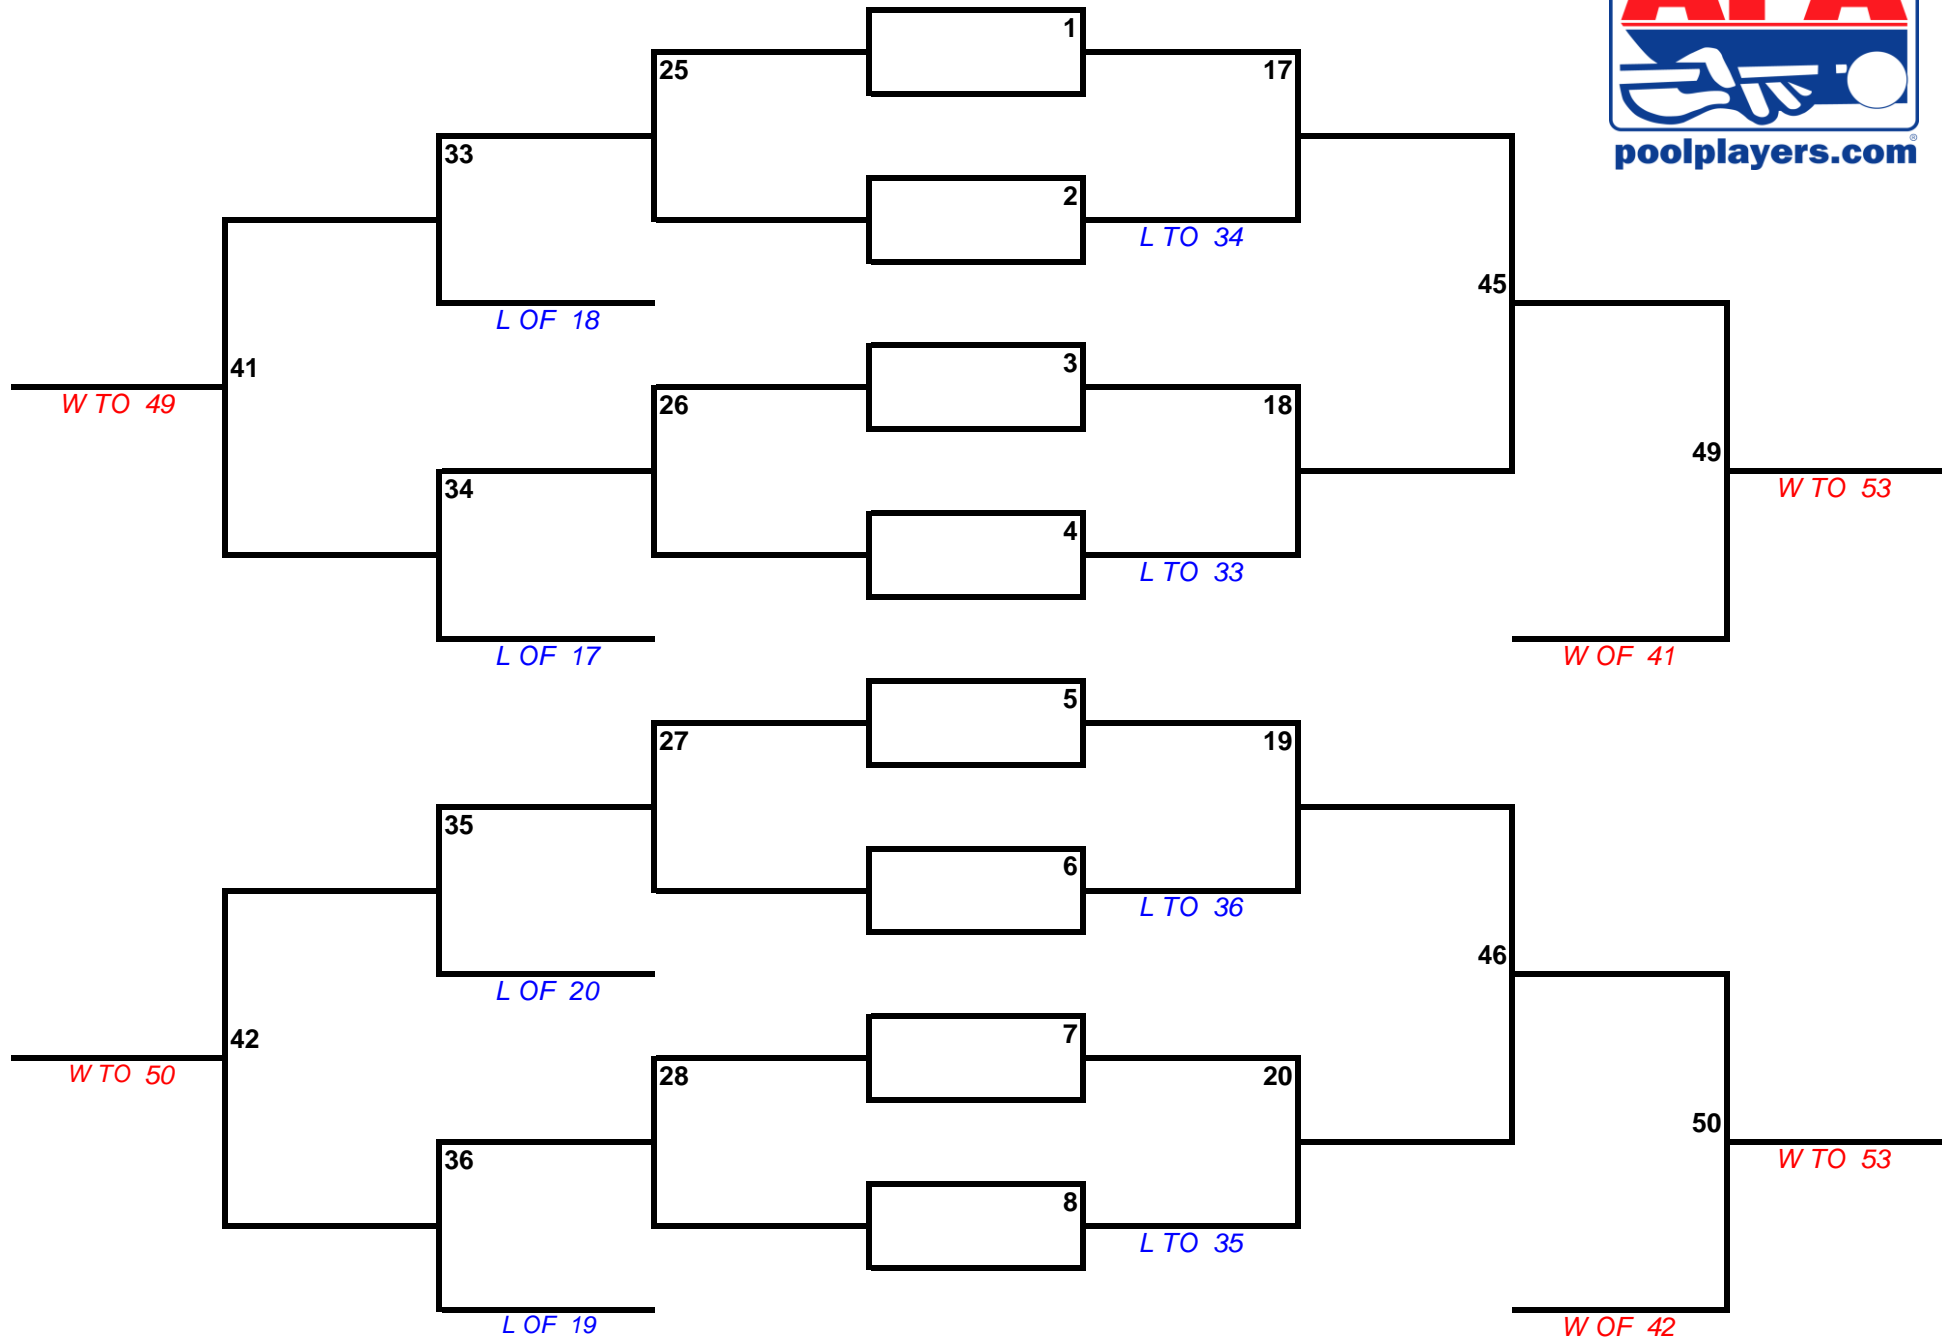 APA
1
25
17
poolplayers.com
®
33
2
L TO 34
45
L OF 18
3
41
W TO 49
26
18
49
34
W TO 53
4
L TO 33
L OF 17
W OF 41
5
27
19
35
6
L TO 36
46
L OF 20
7
42
W TO 50
28
20
50
36
W TO 53
8
L TO 35
L OF 19
W OF 42